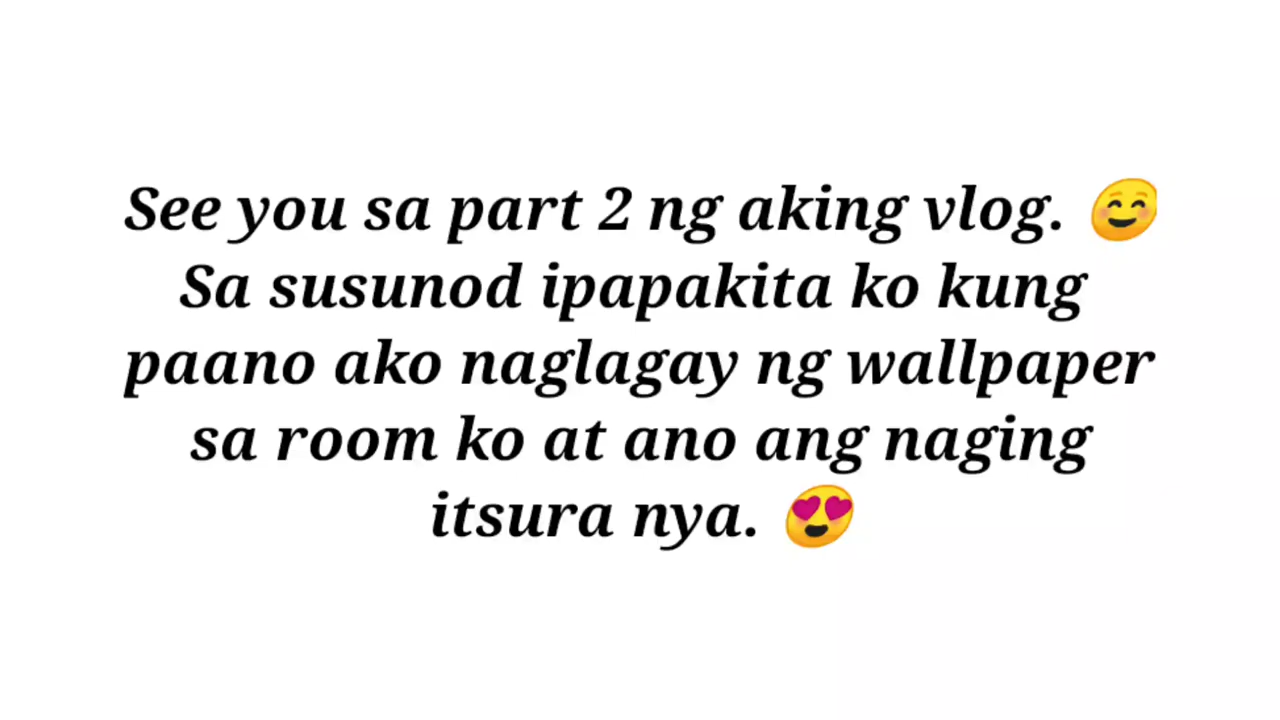 See you sa part 2 ng aking vlog. ☺️
Sa susunod ipapakita ko kung
paano ako naglagay ng wallpaper
sa room ko at ano ang naging
itsura nya. 😍